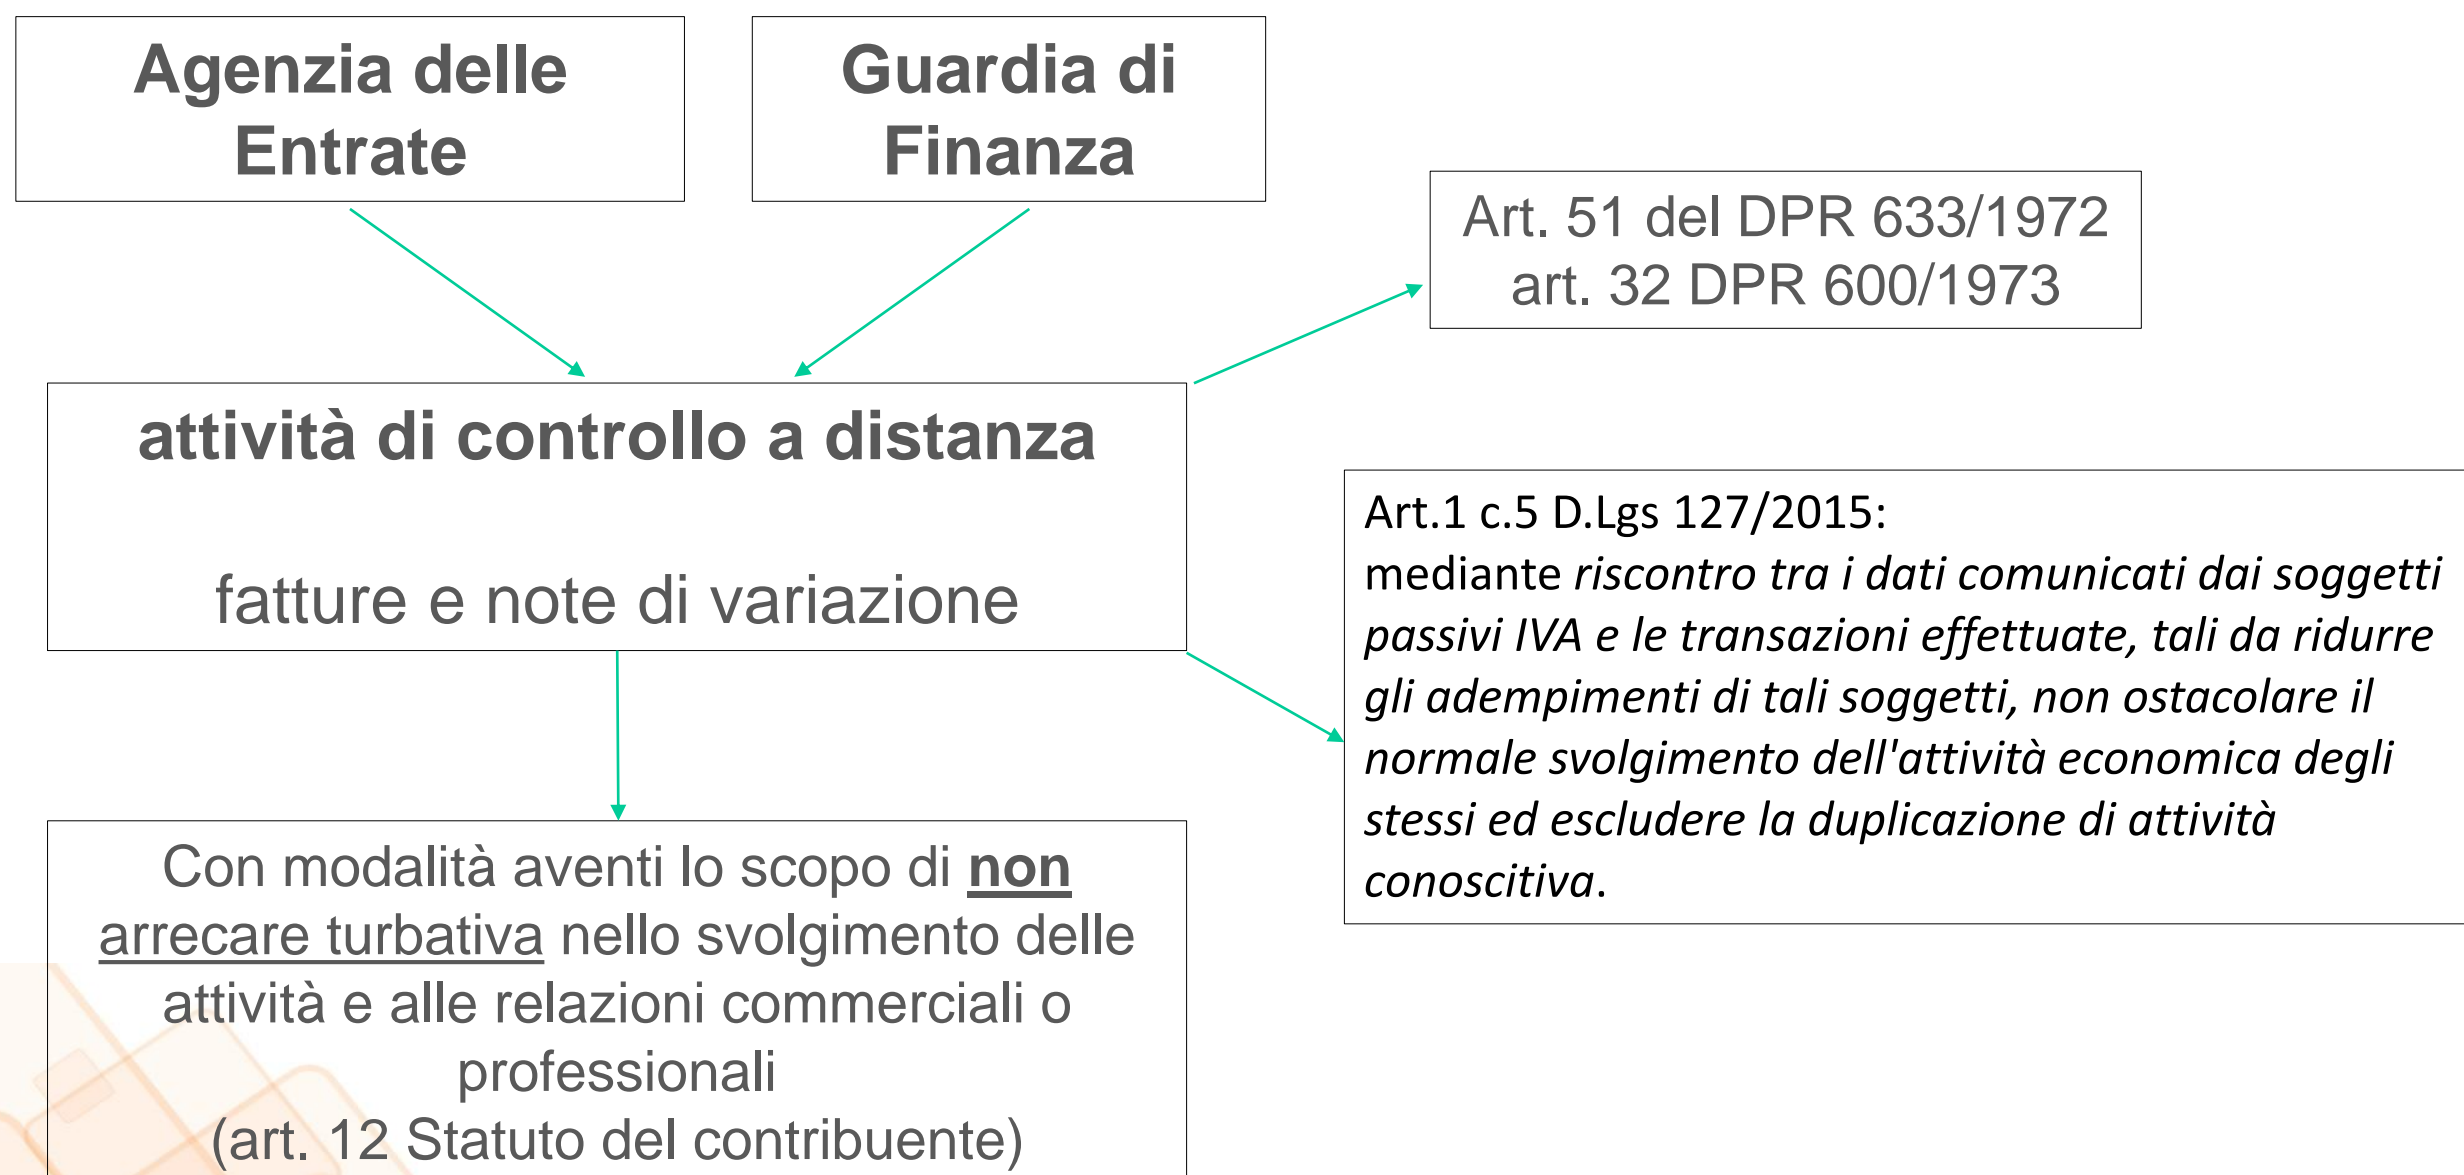 Agenzia delle
Entrate
Guardia di
Finanza
Art. 51 del DPR 633/1972
art. 32 DPR 600/1973
attività di controllo a distanza
fatture e note di variazione
Art.1 c.5 D.Lgs 127/2015:
mediante riscontro tra i dati comunicati dai soggetti
passivi IVA e le transazioni effettuate, tali da ridurre
gli adempimenti di tali soggetti, non ostacolare il
normale svolgimento dell'attività economica degli
stessi ed escludere la duplicazione di attività
conoscitiva.
Con modalità aventi lo scopo di non
arrecare turbativa nello svolgimento delle
attività e alle relazioni commerciali o
professionali
(art. 12 Statuto del contribuente)